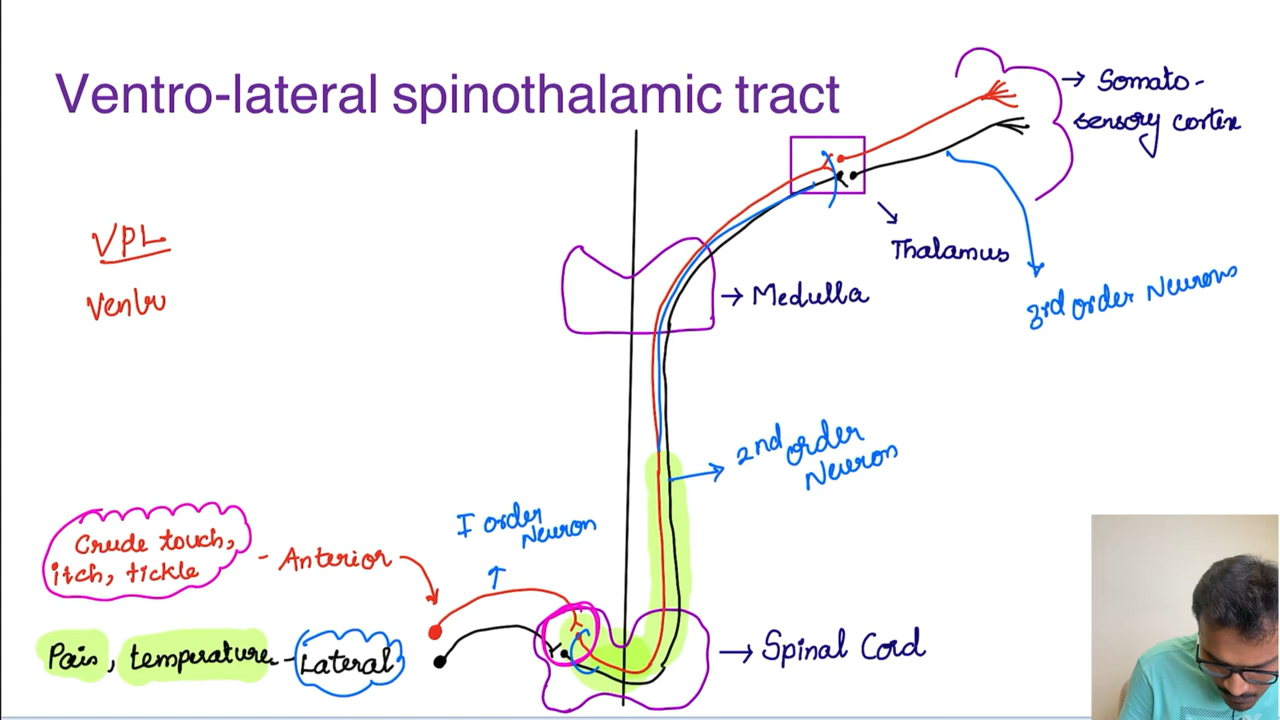 Ventro-lateral spinothalamic tract
→ Somato-
sensory cortex
VPL
Ventro
Thalamus
→ Medulla
3rd order Neurons
2nd order
Neuron
I order
Neuron
Crude touch,
itch, tickle
- Anterior
Pain, temperature - Lateral
→ Spinal Cord